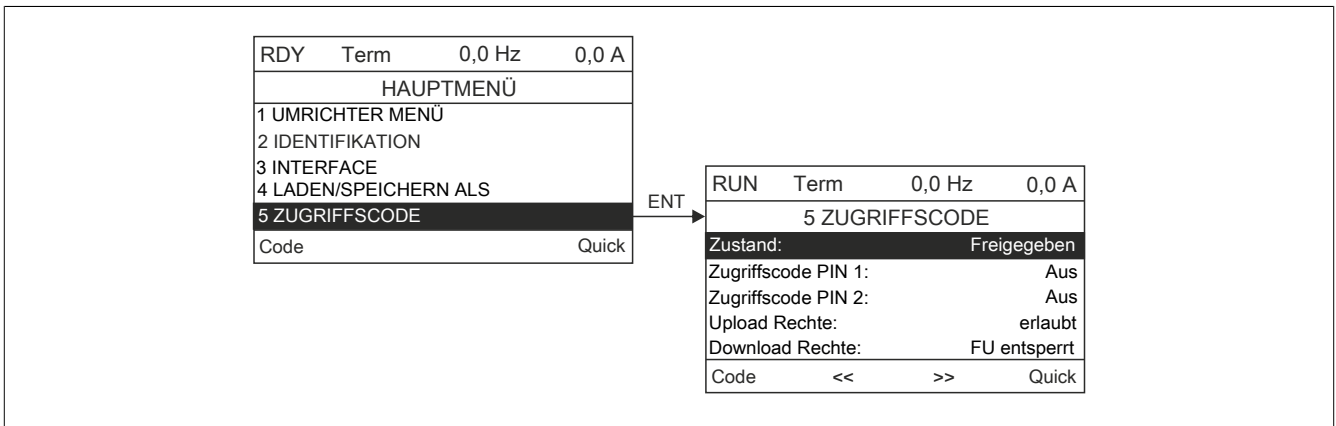 RDY Term 0,0 Hz 0,0 A
HAUPTMENÜ
1 UMRICHTER MENÜ
2 IDENTIFIKATION
3 INTERFACE
4 LADEN/SPEICHERN ALS
5 ZUGRIFFSCODE
Code Quick
ENT
RUN Term 0,0 Hz 0,0 A
5 ZUGRIFFSCODE
Zustand: Freigegeben
Zugriffscode PIN 1: Aus
Zugriffscode PIN 2: Aus
Upload Rechte: erlaubt
Download Rechte: FU entsperrt
Code << >> Quick